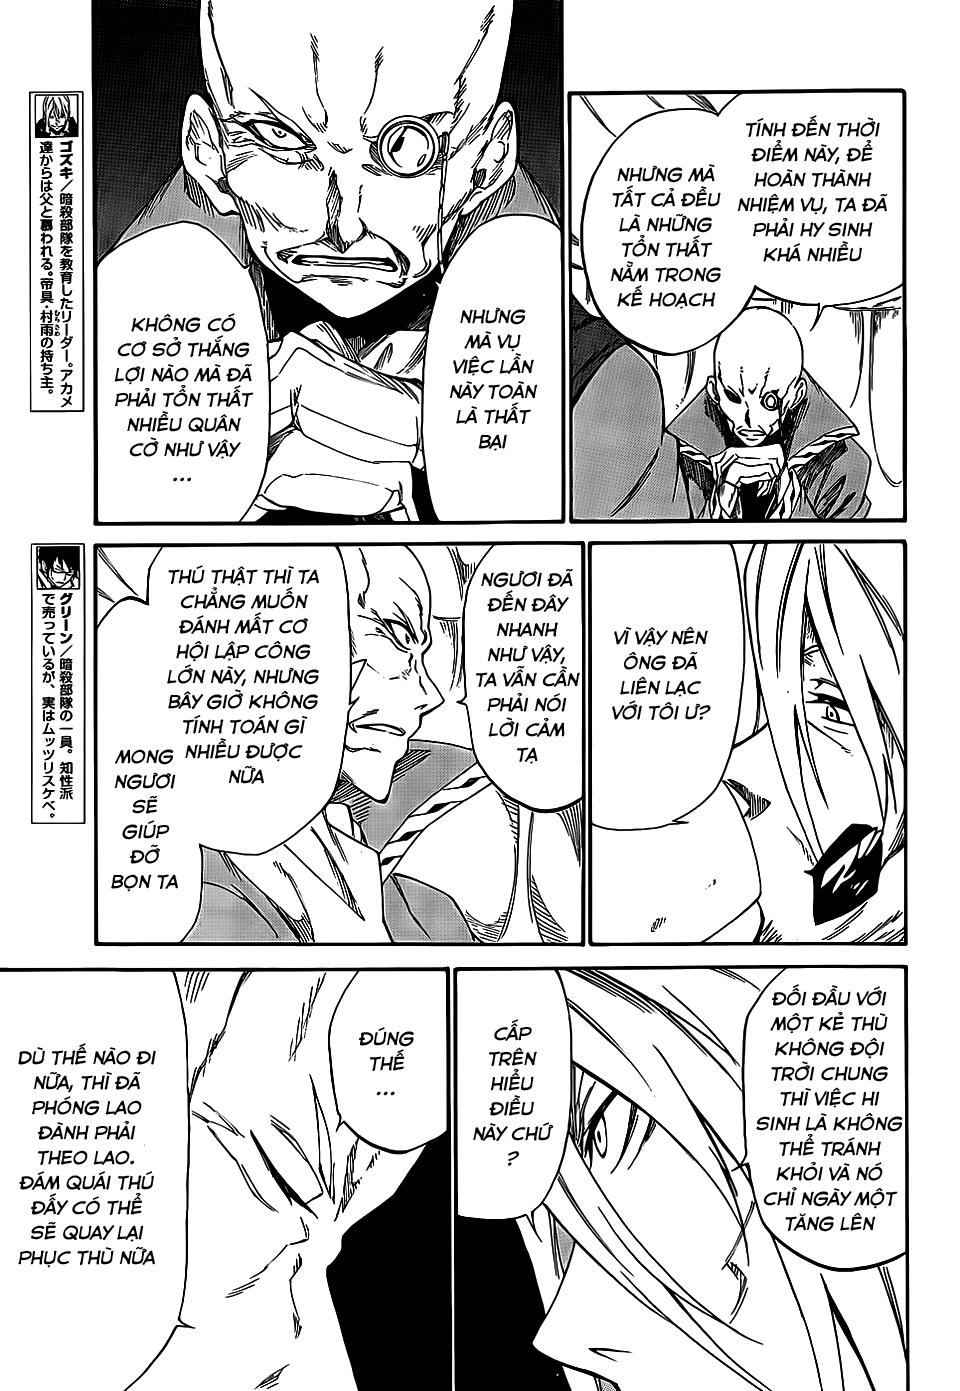 TÍNH ĐẾN THỜI
ĐIỂM NÀY, ĐỂ
HOÀN THÀNH
NHIỆM VỤ, TA ĐÃ
PHẢI HY SINH
KHÁ NHIỀU
NHƯNG MÀ
TẤT CẢ ĐỀU
LÀ NHỮNG
TỔN THẤT
NẰM TRONG
KẾ HOẠCH
NHƯNG
MÀ VỤ
VIỆC LẦN
NÀY TOÀN
LÀ THẤT
BẠI
KHÔNG CÓ
CƠ SỞ THẮNG
LỢI NÀO MÀ ĐÃ
PHẢI TỔN THẤT
NHIỀU QUÂN
CỜ NHƯ VẬY
...
ゴズキ/暗殺部隊を教育したリーダー。アカメ
達からは父と慕われる。帝具・村雨の持ち主。
VÌ VẬY NÊN
ÔNG ĐÃ
LIÊN LẠC
VỚI TÔI Ư?
NGƯƠI ĐÃ
ĐẾN ĐÂY
NHANH
NHƯ VẬY,
TA VẪN CẦN
PHẢI NÓI
LỜI CẢM
TẠ
THÚ THẬT THÌ TA
CHẲNG MUỐN
ĐÁNH MẤT CƠ
HỘI LẬP CÔNG
LỚN NÀY, NHƯNG
BÂY GIỜ KHÔNG
TÍNH TOÁN GÌ
NHIỀU ĐƯỢC
NỮA
MONG
NGƯƠI
SẼ
GIÚP
ĐỠ
BỌN TA
グリーン/暗殺部隊の一員。知性派
で売っているが、実はムッツリスケベ。
ĐỐI ĐẦU VỚI
MỘT KẺ THÙ
KHÔNG ĐỘI
TRỜI CHUNG
THÌ VIỆC HI
SINH LÀ KHÔNG
THỂ TRÁNH
KHỎI VÀ NÓ
CHỈ NGÀY MỘT
TĂNG LÊN
CẤP
TRÊN
HIỂU
ĐIỀU
NÀY CHỨ
?
ĐÚNG
THẾ
...
DÙ THẾ NÀO ĐI
NỮA, THÌ ĐÃ
PHÓNG LAO
ĐÀNH PHẢI
THEO LAO.
ĐÁM QUÁI THÚ
ĐẤY CÓ THỂ
SẼ QUAY LẠI
PHỤC THÙ NỮA